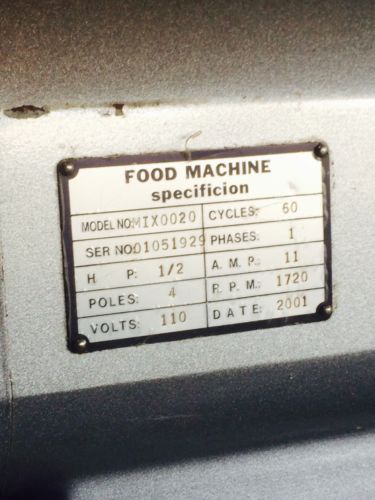 FOOD MACHINE
specificion
MODEL NO: MIX0020 CYCLES: 60
SER NO: 01051929 PHASES: 1
H P: 1/2 A.M.P.: 11
POLES: 4 R.P.M.: 1720
VOLTS: 110 DATE: 2001